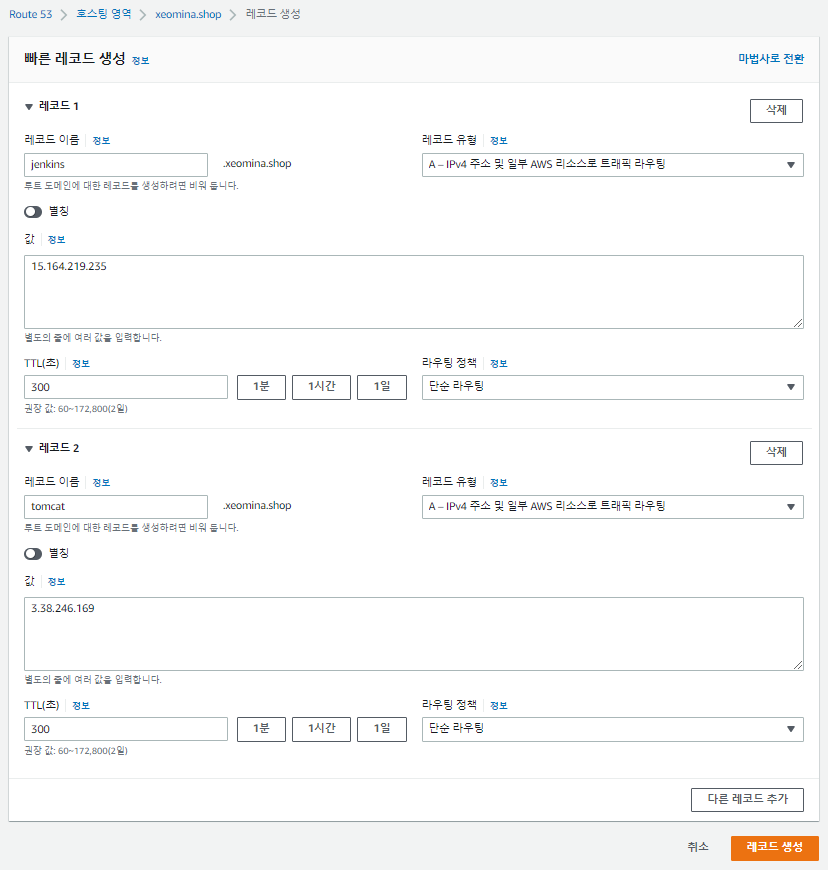 Route 53 > 호스팅 영역 > xeomina.shop > 레코드 생성
빠른 레코드 생성 정보 마법사로 전환
▼ 레코드 1 삭제
레코드 이름 정보 레코드 유형 정보
jenkins .xeomina.shop A – IPv4 주소 및 일부 AWS 리소스로 트래픽 라우팅
루트 도메인에 대한 레코드를 생성하려면 비워 둡니다.
별칭
값 정보
15.164.219.235
별도의 줄에 여러 값을 입력합니다.
TTL(초) 정보 라우팅 정책 정보
300 1분 1시간 1일 단순 라우팅
권장 값: 60~172,800(2일)
▼ 레코드 2 삭제
레코드 이름 정보 레코드 유형 정보
tomcat .xeomina.shop A – IPv4 주소 및 일부 AWS 리소스로 트래픽 라우팅
루트 도메인에 대한 레코드를 생성하려면 비워 둡니다.
별칭
값 정보
3.38.246.169
별도의 줄에 여러 값을 입력합니다.
TTL(초) 정보 라우팅 정책 정보
300 1분 1시간 1일 단순 라우팅
권장 값: 60~172,800(2일)
다른 레코드 추가
취소 레코드 생성